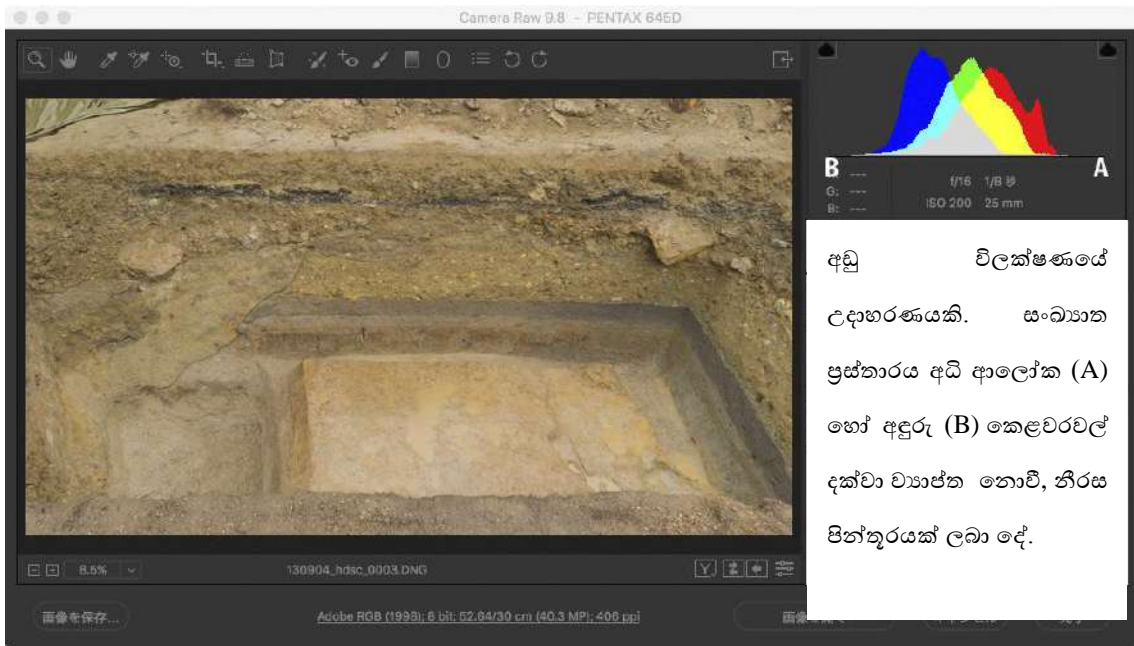 Camera Raw 9.8 - PENTAX 645D
B
A
G: ---
B: ---
f/16 1/8 秒
ISO 200 25 mm
අඩු විලක්ෂණයේ
උදාහරණයකි. සංඛ්‍යාත
ප්‍රස්තාරය අධි ආලෝක (A)
හෝ අඳුරු (B) කෙළවරවල්
දක්වා ව්‍යාප්ත නොවී, නීරස
පින්තූරයක් ලබා දේ.
8.5%
130904_hdsc_0003.DNG
Y
画像を保存...
Adobe RGB (1998); 8 bit; 52.64/30 cm (40.3 MP); 406 ppi